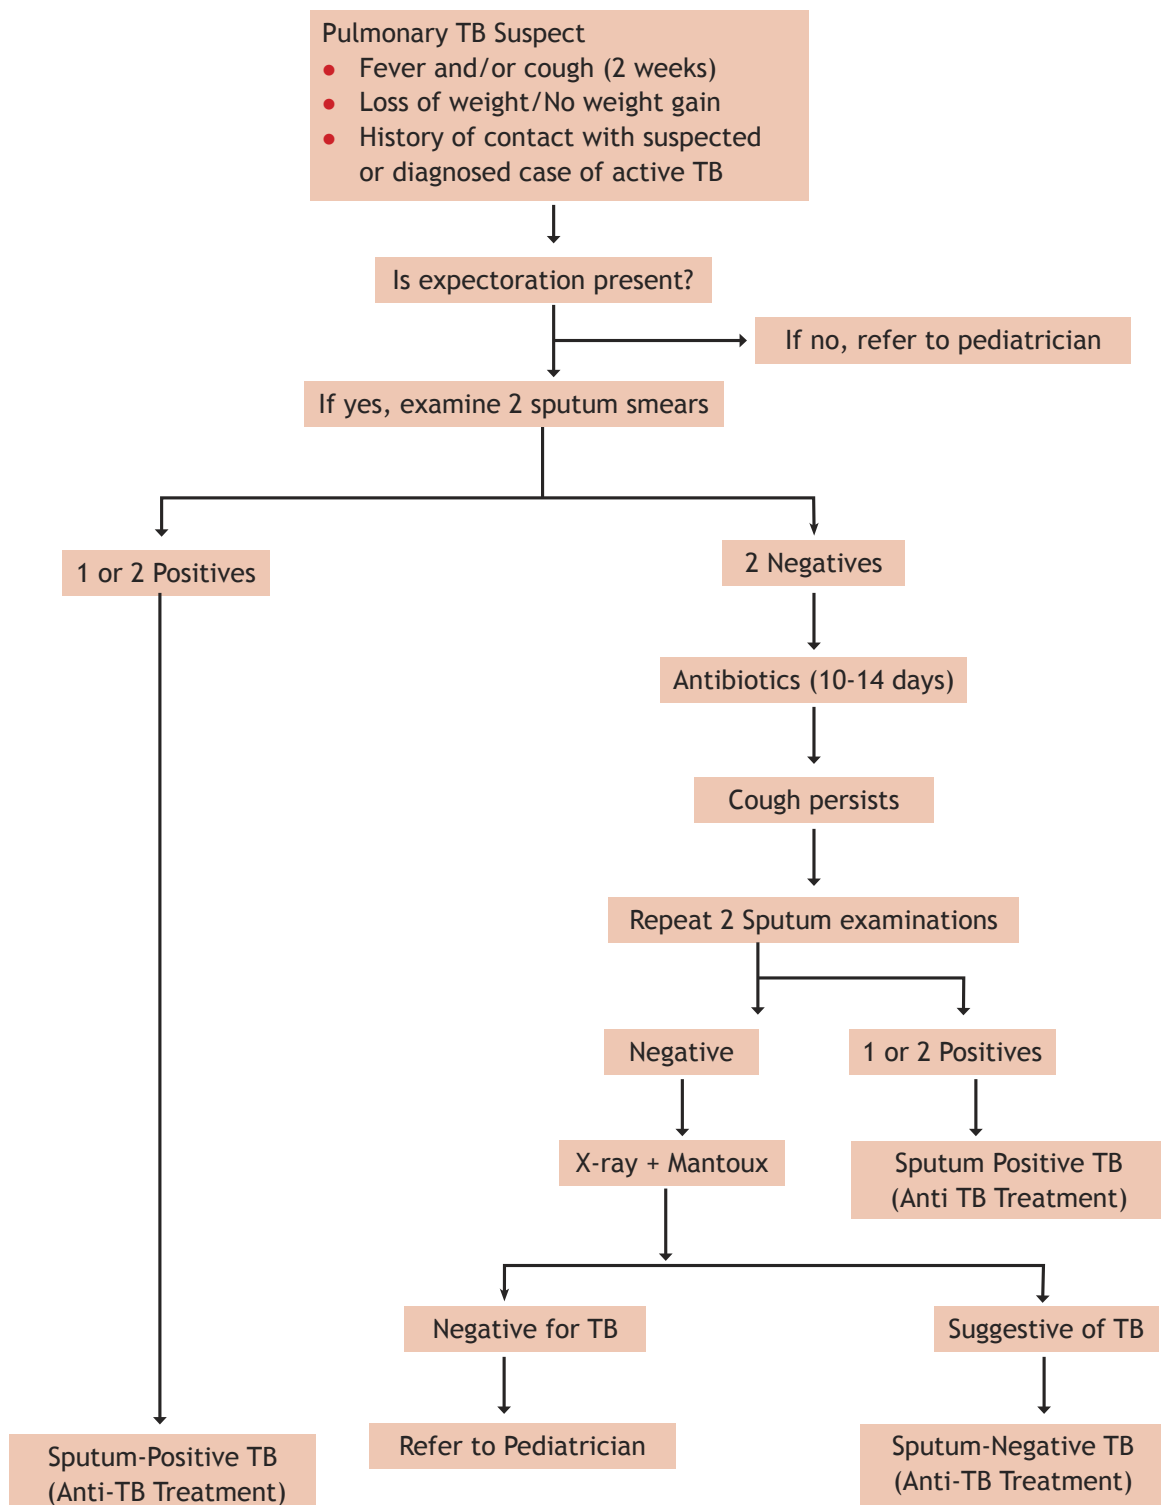 Pulmonary TB Suspect
● Fever and/or cough (2 weeks)
● Loss of weight/No weight gain
● History of contact with suspected
or diagnosed case of active TB
Is expectoration present?
If no, refer to pediatrician
If yes, examine 2 sputum smears
1 or 2 Positives
2 Negatives
Antibiotics (10-14 days)
Cough persists
Repeat 2 Sputum examinations
Negative
1 or 2 Positives
X-ray + Mantoux
Sputum Positive TB
(Anti TB Treatment)
Negative for TB
Suggestive of TB
Refer to Pediatrician
Sputum-Positive TB
(Anti-TB Treatment)
Sputum-Negative TB
(Anti-TB Treatment)